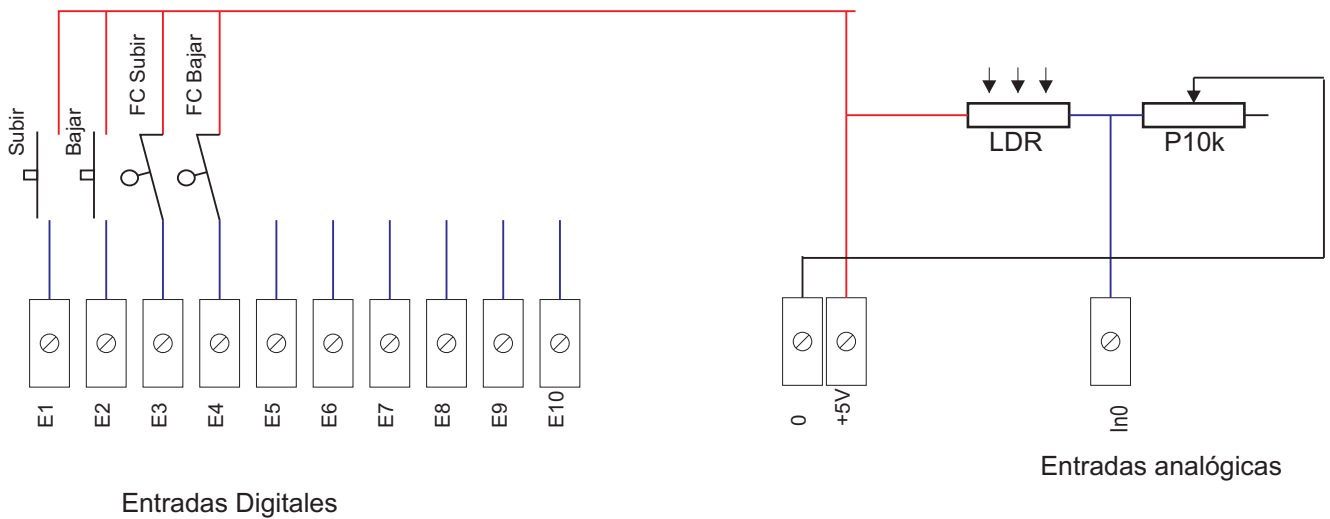 Subir
Bajar
FC Subir
FC Bajar
LDR
P10k
E1
E2
E3
E4
E5
E6
E7
E8
E9
E10
0
+5V
In0
Entradas analógicas
Entradas Digitales